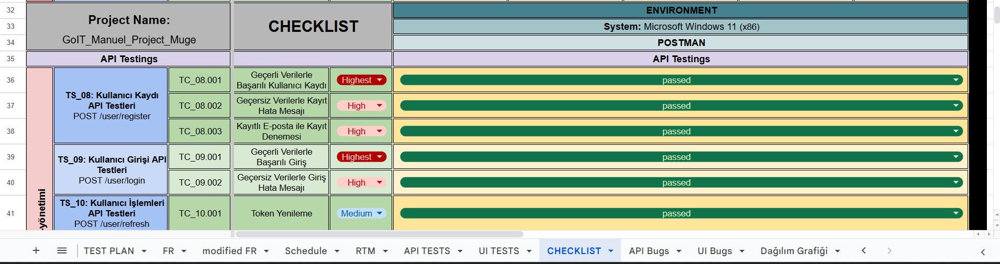 32
Project Name:
GoIT_Manuel_Project_Muge
CHECKLIST
ENVIRONMENT
33
System: Microsoft Windows 11 (x86)
34
POSTMAN
35
API Testings
API Testings
36
TS_08: Kullanıcı Kaydı
API Testleri
POST /user/register
TC_08.001
Geçerli Verilerle
Başarılı Kullanıcı Kaydı
Highest
passed
37
TC_08.002
Geçersiz Verilerle Kayıt
Hata Mesajı
High
passed
38
TC_08.003
Kayıtlı E-posta ile Kayıt
Denemesi
High
passed
39
TS_09: Kullanıcı Girişi API
Testleri
POST /user/login
TC_09.001
Geçerli Verilerle
Başarılı Giriş
Highest
passed
40
TC_09.002
Geçersiz Verilerle Giriş
Hata Mesajı
High
passed
41
-yönetimi
TS_10: Kullanıcı İşlemleri
API Testleri
POST /user/refresh
TC_10.001
Token Yenileme
Medium
passed
TEST PLAN
FR
modified FR
Schedule
RTM
API TESTS
UI TESTS
CHECKLIST
API Bugs
UI Bugs
Dağılım Grafiği